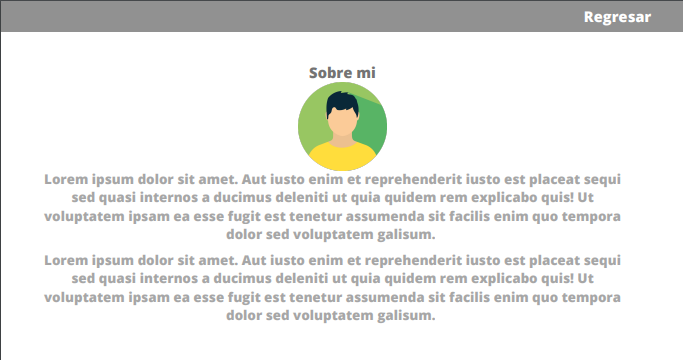 Regresar
Sobre mi
Lorem ipsum dolor sit amet. Aut iusto enim et reprehenderit iusto est placeat sequi
sed quasi internos a ducimus deleniti ut quia quidem rem explicabo quis! Ut
voluptatem ipsam ea esse fugit est tenetur assumenda sit facilis enim quo tempora
dolor sed voluptatem galisum.
Lorem ipsum dolor sit amet. Aut iusto enim et reprehenderit iusto est placeat sequi
sed quasi internos a ducimus deleniti ut quia quidem rem explicabo quis! Ut
voluptatem ipsam ea esse fugit est tenetur assumenda sit facilis enim quo tempora
dolor sed voluptatem galisum.